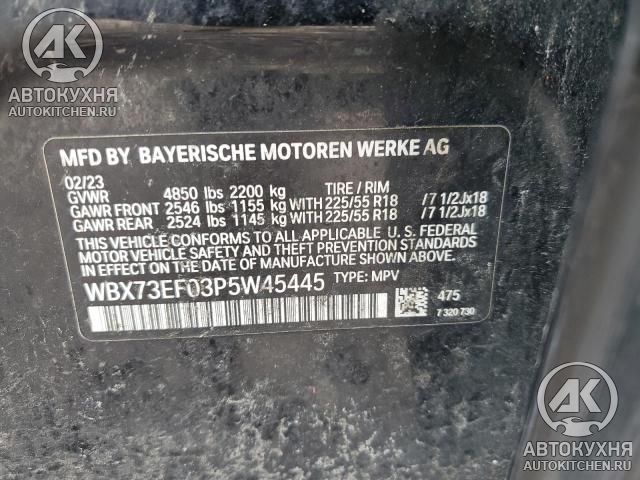 АК
АВТОКУХНЯ
AUTOKITCHEN.RU
MFD BY BAYERISCHE MOTOREN WERKE AG
02/23
GVWR 4850 lbs 2200 kg TIRE / RIM
GAWR FRONT 2546 lbs 1155 kg WITH 225/55 R18 /7 1/2Jx18
GAWR REAR 2524 lbs 1145 kg WITH 225/55 R18 /7 1/2Jx18
THIS VEHICLE CONFORMS TO ALL APPLICABLE U. S. FEDERAL
MOTOR VEHICLE SAFETY, BUMPER, AND THEFT PREVENTION
STANDARDS IN EFFECT ON THE DATE OF MANUFACTURE SHOWN ABOVE.
WBX73EF03P5W45445 TYPE: MPV
475
7 320 730
АК
АВТОКУХНЯ
AUTOKITCHEN.RU